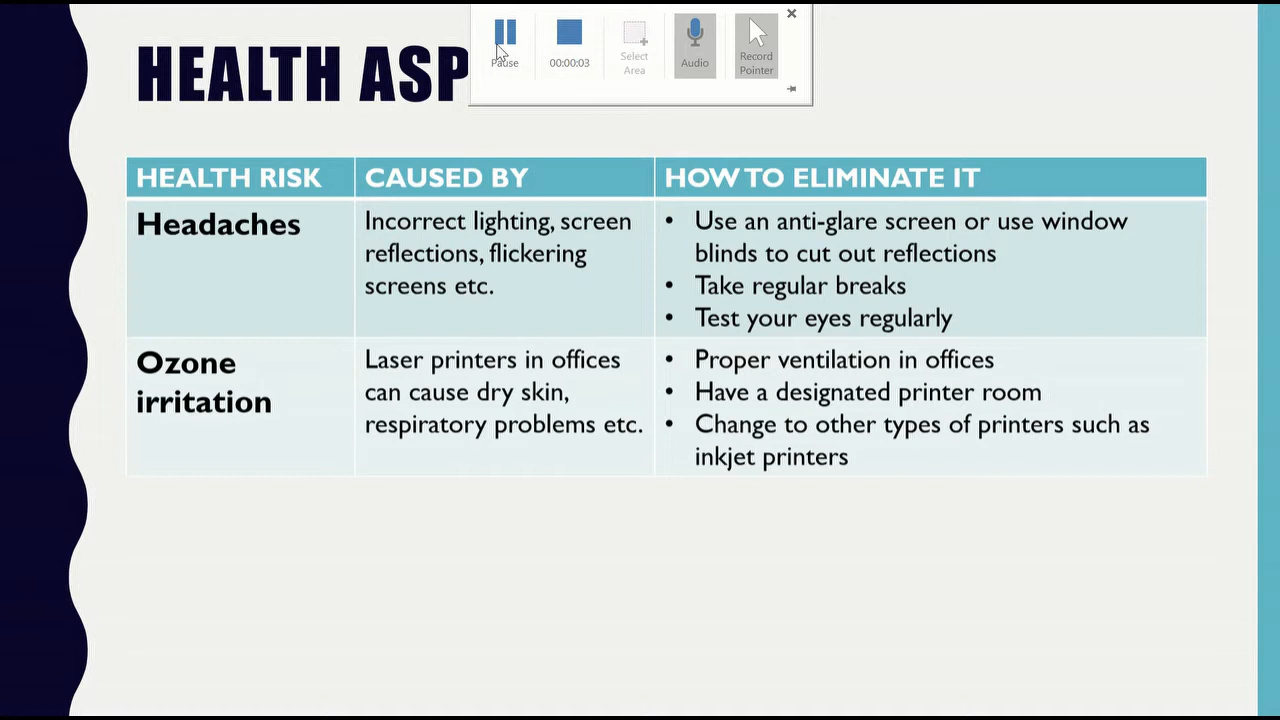 HEALTH ASP
Pause
00:00:03
Select
Area
Audio
Record
Pointer
HEALTH RISK
CAUSED BY
HOW TO ELIMINATE IT
Headaches
Incorrect lighting, screen
reflections, flickering
screens etc.
• Use an anti-glare screen or use window
blinds to cut out reflections
• Take regular breaks
• Test your eyes regularly
Ozone
irritation
Laser printers in offices
can cause dry skin,
respiratory problems etc.
• Proper ventilation in offices
• Have a designated printer room
• Change to other types of printers such as
inkjet printers